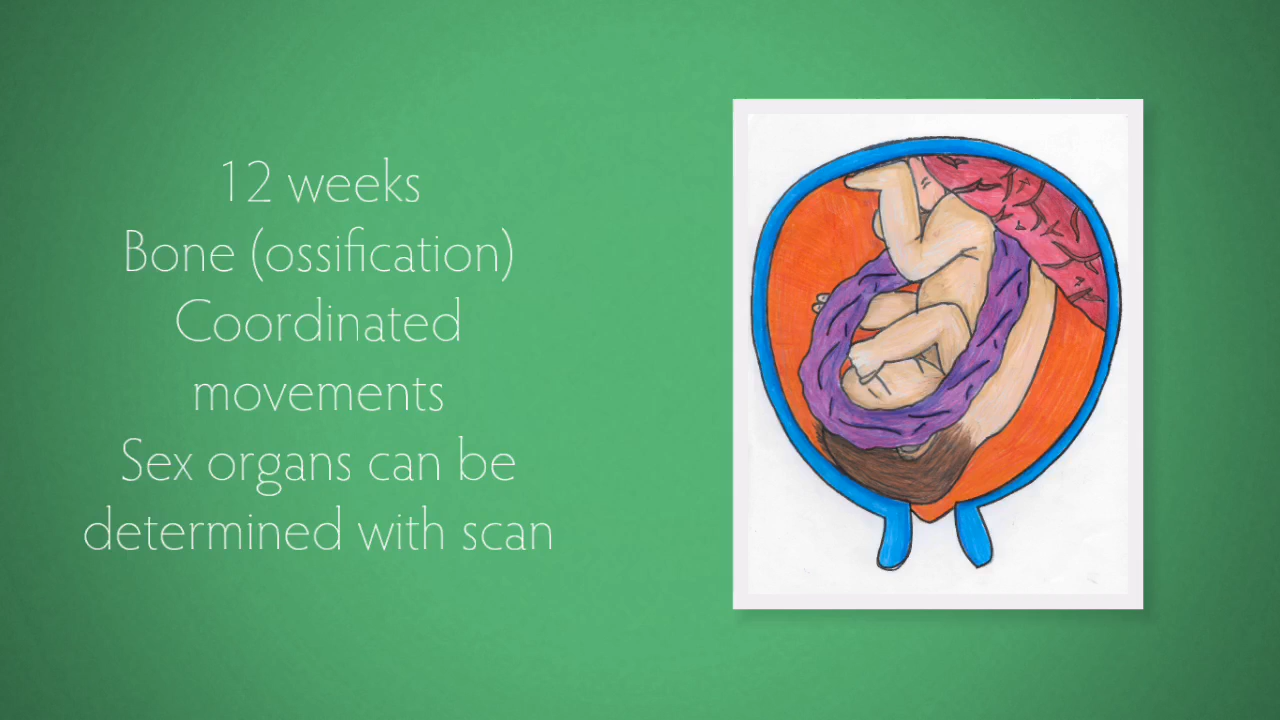 12 weeks
Bone (ossification)
Coordinated
movements
Sex organs can be
determined with scan